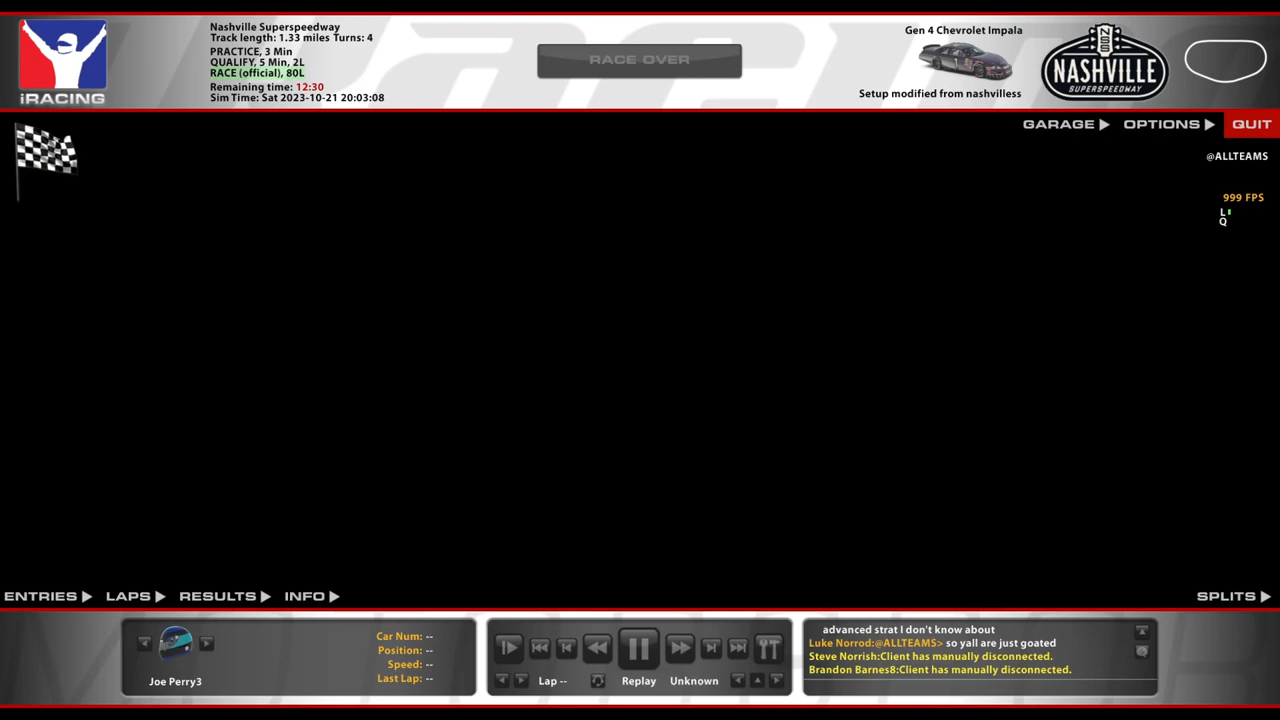 iRACING
Nashville Superspeedway
Track length: 1.33 miles Turns: 4
PRACTICE, 3 Min
QUALIFY, 5 Min, 2L
RACE (official), 80L
Remaining time: 12:30
Sim Time: Sat 2023-10-21 20:03:08
RACE OVER
Gen 4 Chevrolet Impala
Setup modified from nashvilless
NSS
NASHVILLE
SUPERSPEEDWAY
GARAGE OPTIONS QUIT
@ALLTEAMS
999 FPS
L
Q
ENTRIES LAPS RESULTS INFO SPLITS
Joe Perry3
Car Num: --
Position: --
Speed: --
Last Lap: --
Lap -- Replay Unknown
advanced strat I don't know about
Luke Norrod:@ALLTEAMS> so yall are just goated
Steve Norrish:Client has manually disconnected.
Brandon Barnes8:Client has manually disconnected.